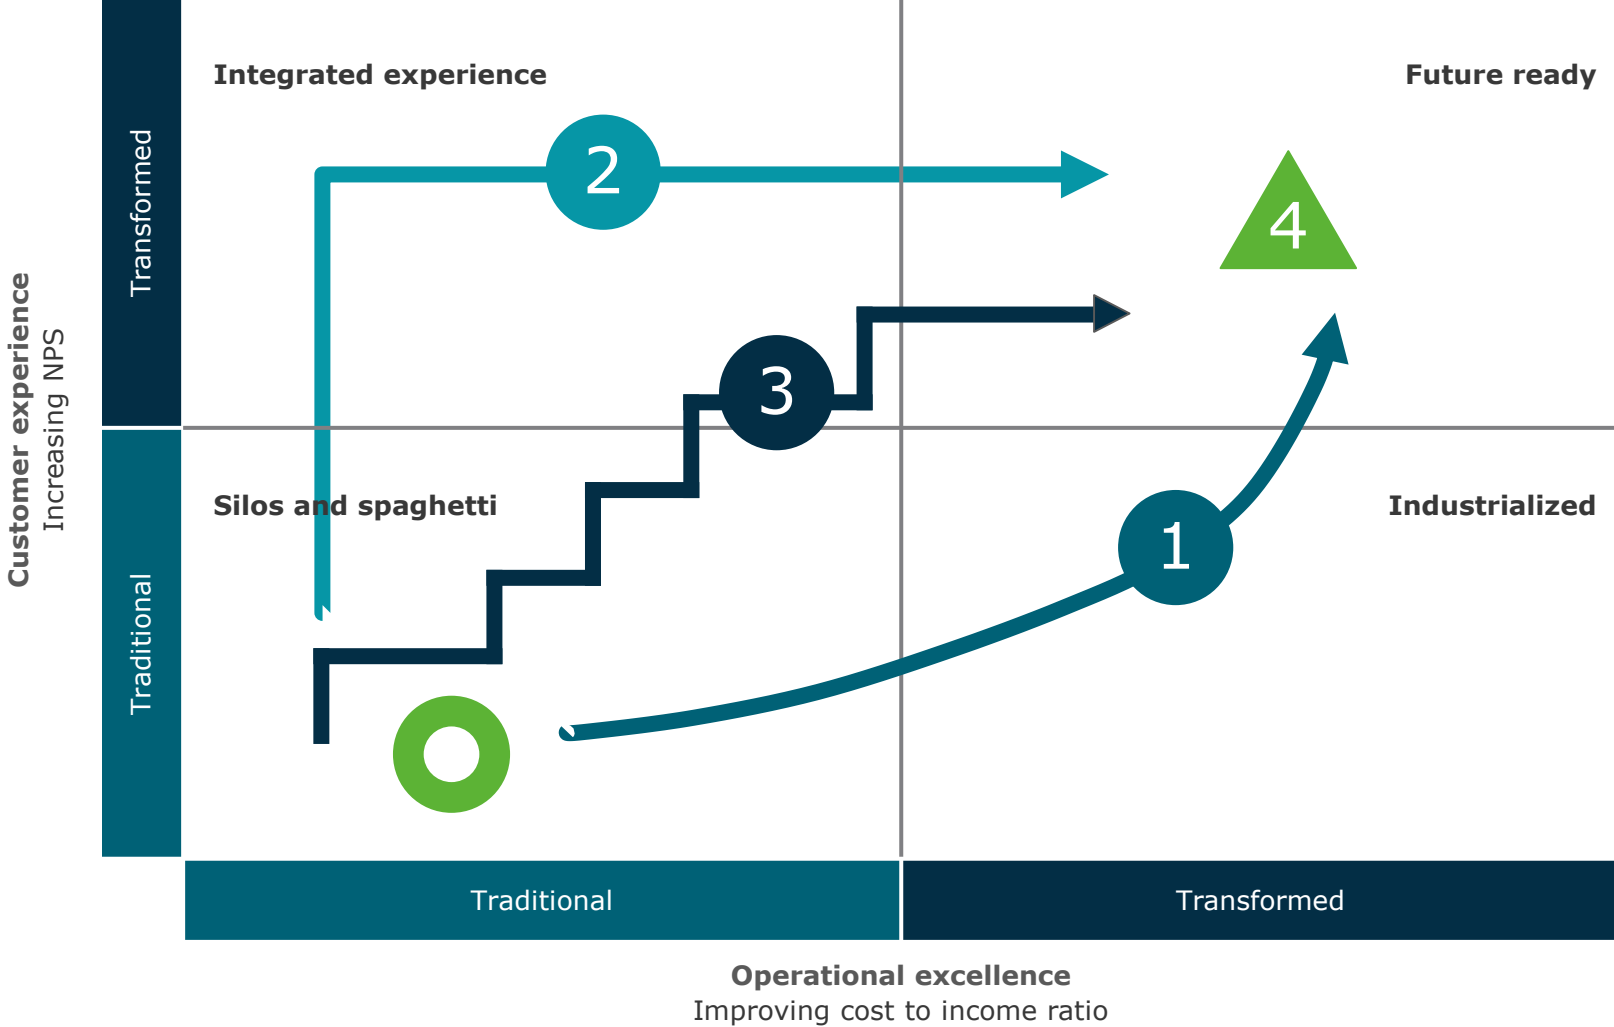 Integrated experience
Future ready
2
4
3
Transformed
Customer experience
Increasing NPS
Silos and spaghetti
Industrialized
1
Traditional
Traditional
Transformed
Operational excellence
Improving cost to income ratio